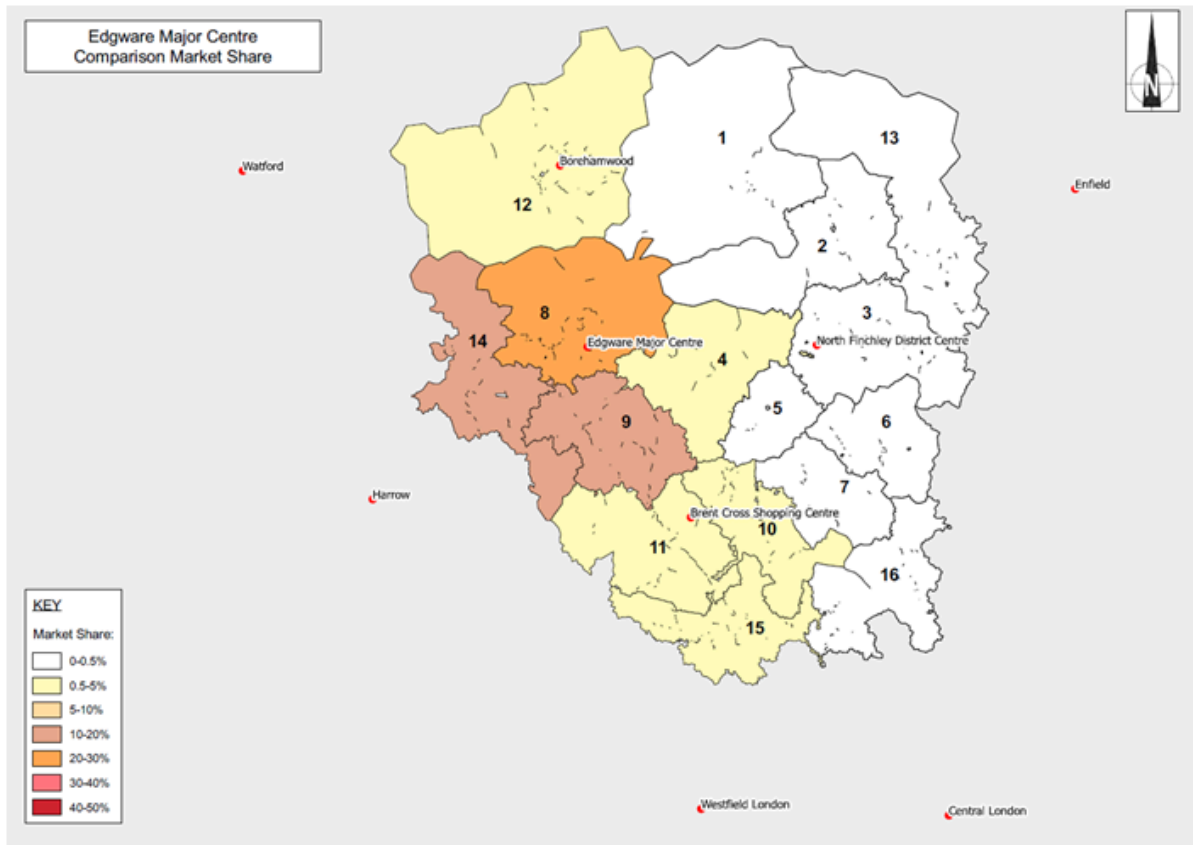 Edgware Major Centre
Comparison Market Share
N
1
13
Watford
Borehamwood
Enfield
12
2
8
3
14
Edgware Major Centre
North Finchley District Centre
4
5
9
6
Harrow
7
Brent Cross Shopping Centre
10
11
16
15
KEY
Market Share:
0-0.5%
0.5-5%
5-10%
10-20%
20-30%
30-40%
40-50%
Westfield London
Central London